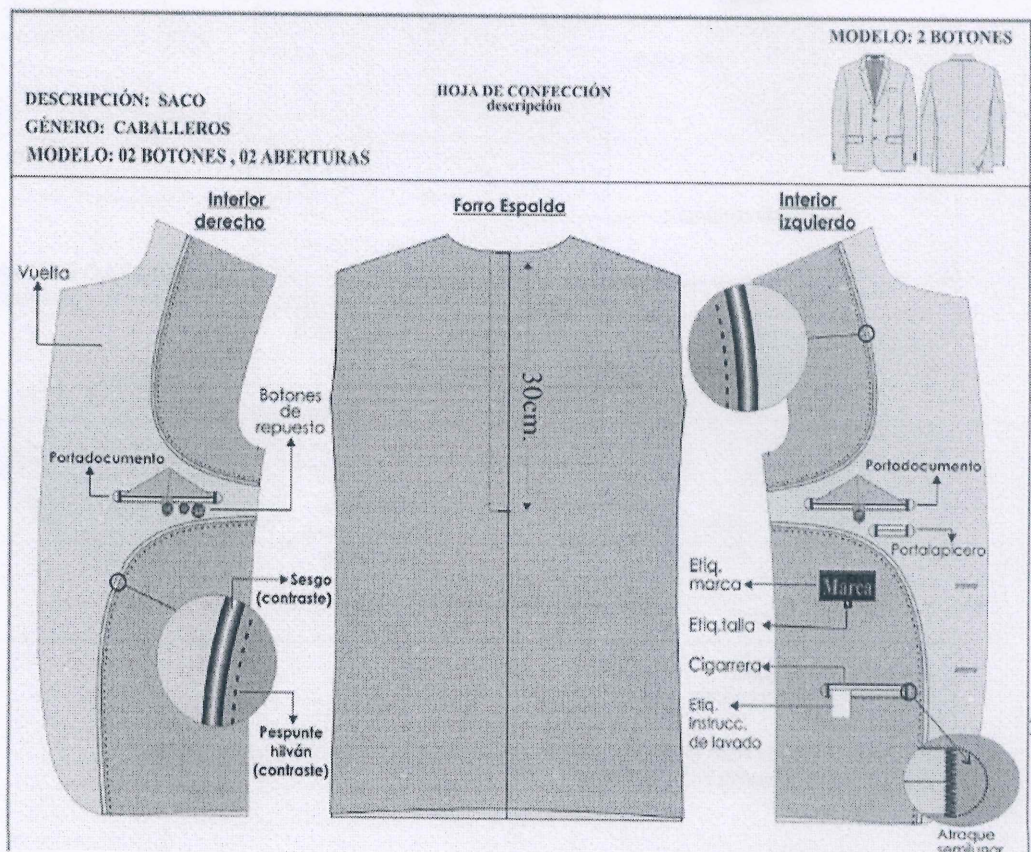 MODELO: 2 BOTONES
HOJA DE CONFECCIÓN
descripción
DESCRIPCIÓN: SACO
GÉNERO: CABALLEROS
MODELO: 02 BOTONES , 02 ABERTURAS
Interior
derecho
Forro Espalda
Interior
izquierdo
Vuelta
30cm.
Botones
de
repuesto
Portadocumento
Portadocumento
Portalapicero
Sesgo
(contraste)
Etiq.
marca
Marca
Etiq.talla
Cigarrera
Etiq.
Instrucc.
de lavado
Pespunte
hilván
(contraste)
Atraque
semilunar